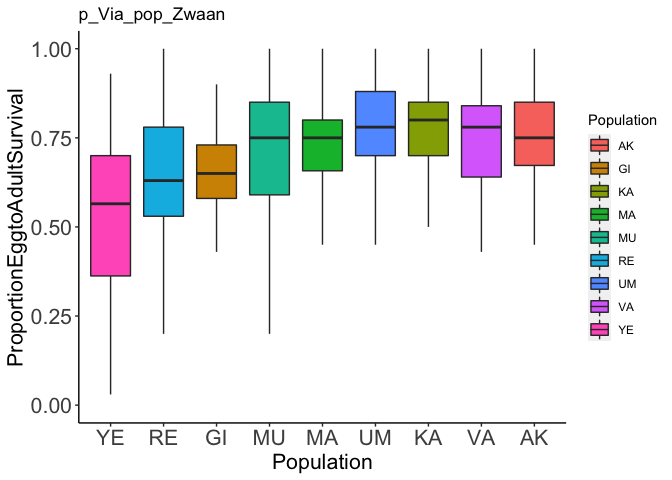 p_Via_pop_Zwaan
ProportionEggtoAdultSurvival
1.00
0.75
0.50
0.25
0.00
YE RE GI MU MA UM KA VA AK
Population
Population
AK
GI
KA
MA
MU
RE
UM
VA
YE